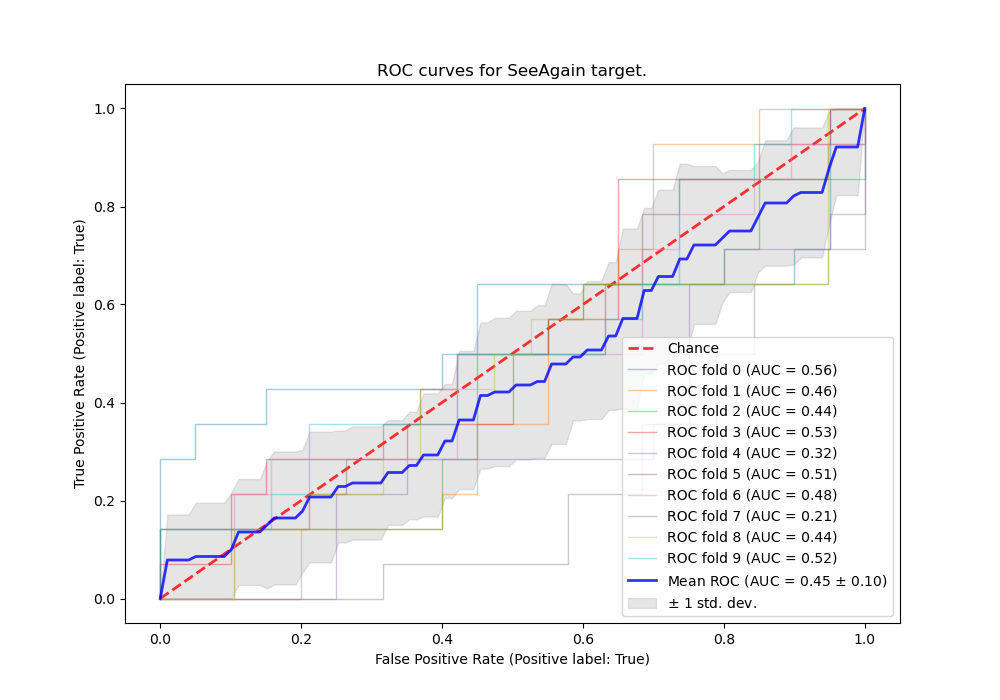 ROC curves for SeeAgain target.
True Positive Rate (Positive label: True)
1.0
0.8
0.6
0.4
0.2
0.0
0.0 0.2 0.4 0.6 0.8 1.0
False Positive Rate (Positive label: True)
Chance
ROC fold 0 (AUC = 0.56)
ROC fold 1 (AUC = 0.46)
ROC fold 2 (AUC = 0.44)
ROC fold 3 (AUC = 0.53)
ROC fold 4 (AUC = 0.32)
ROC fold 5 (AUC = 0.51)
ROC fold 6 (AUC = 0.48)
ROC fold 7 (AUC = 0.21)
ROC fold 8 (AUC = 0.44)
ROC fold 9 (AUC = 0.52)
Mean ROC (AUC = 0.45 ± 0.10)
± 1 std. dev.